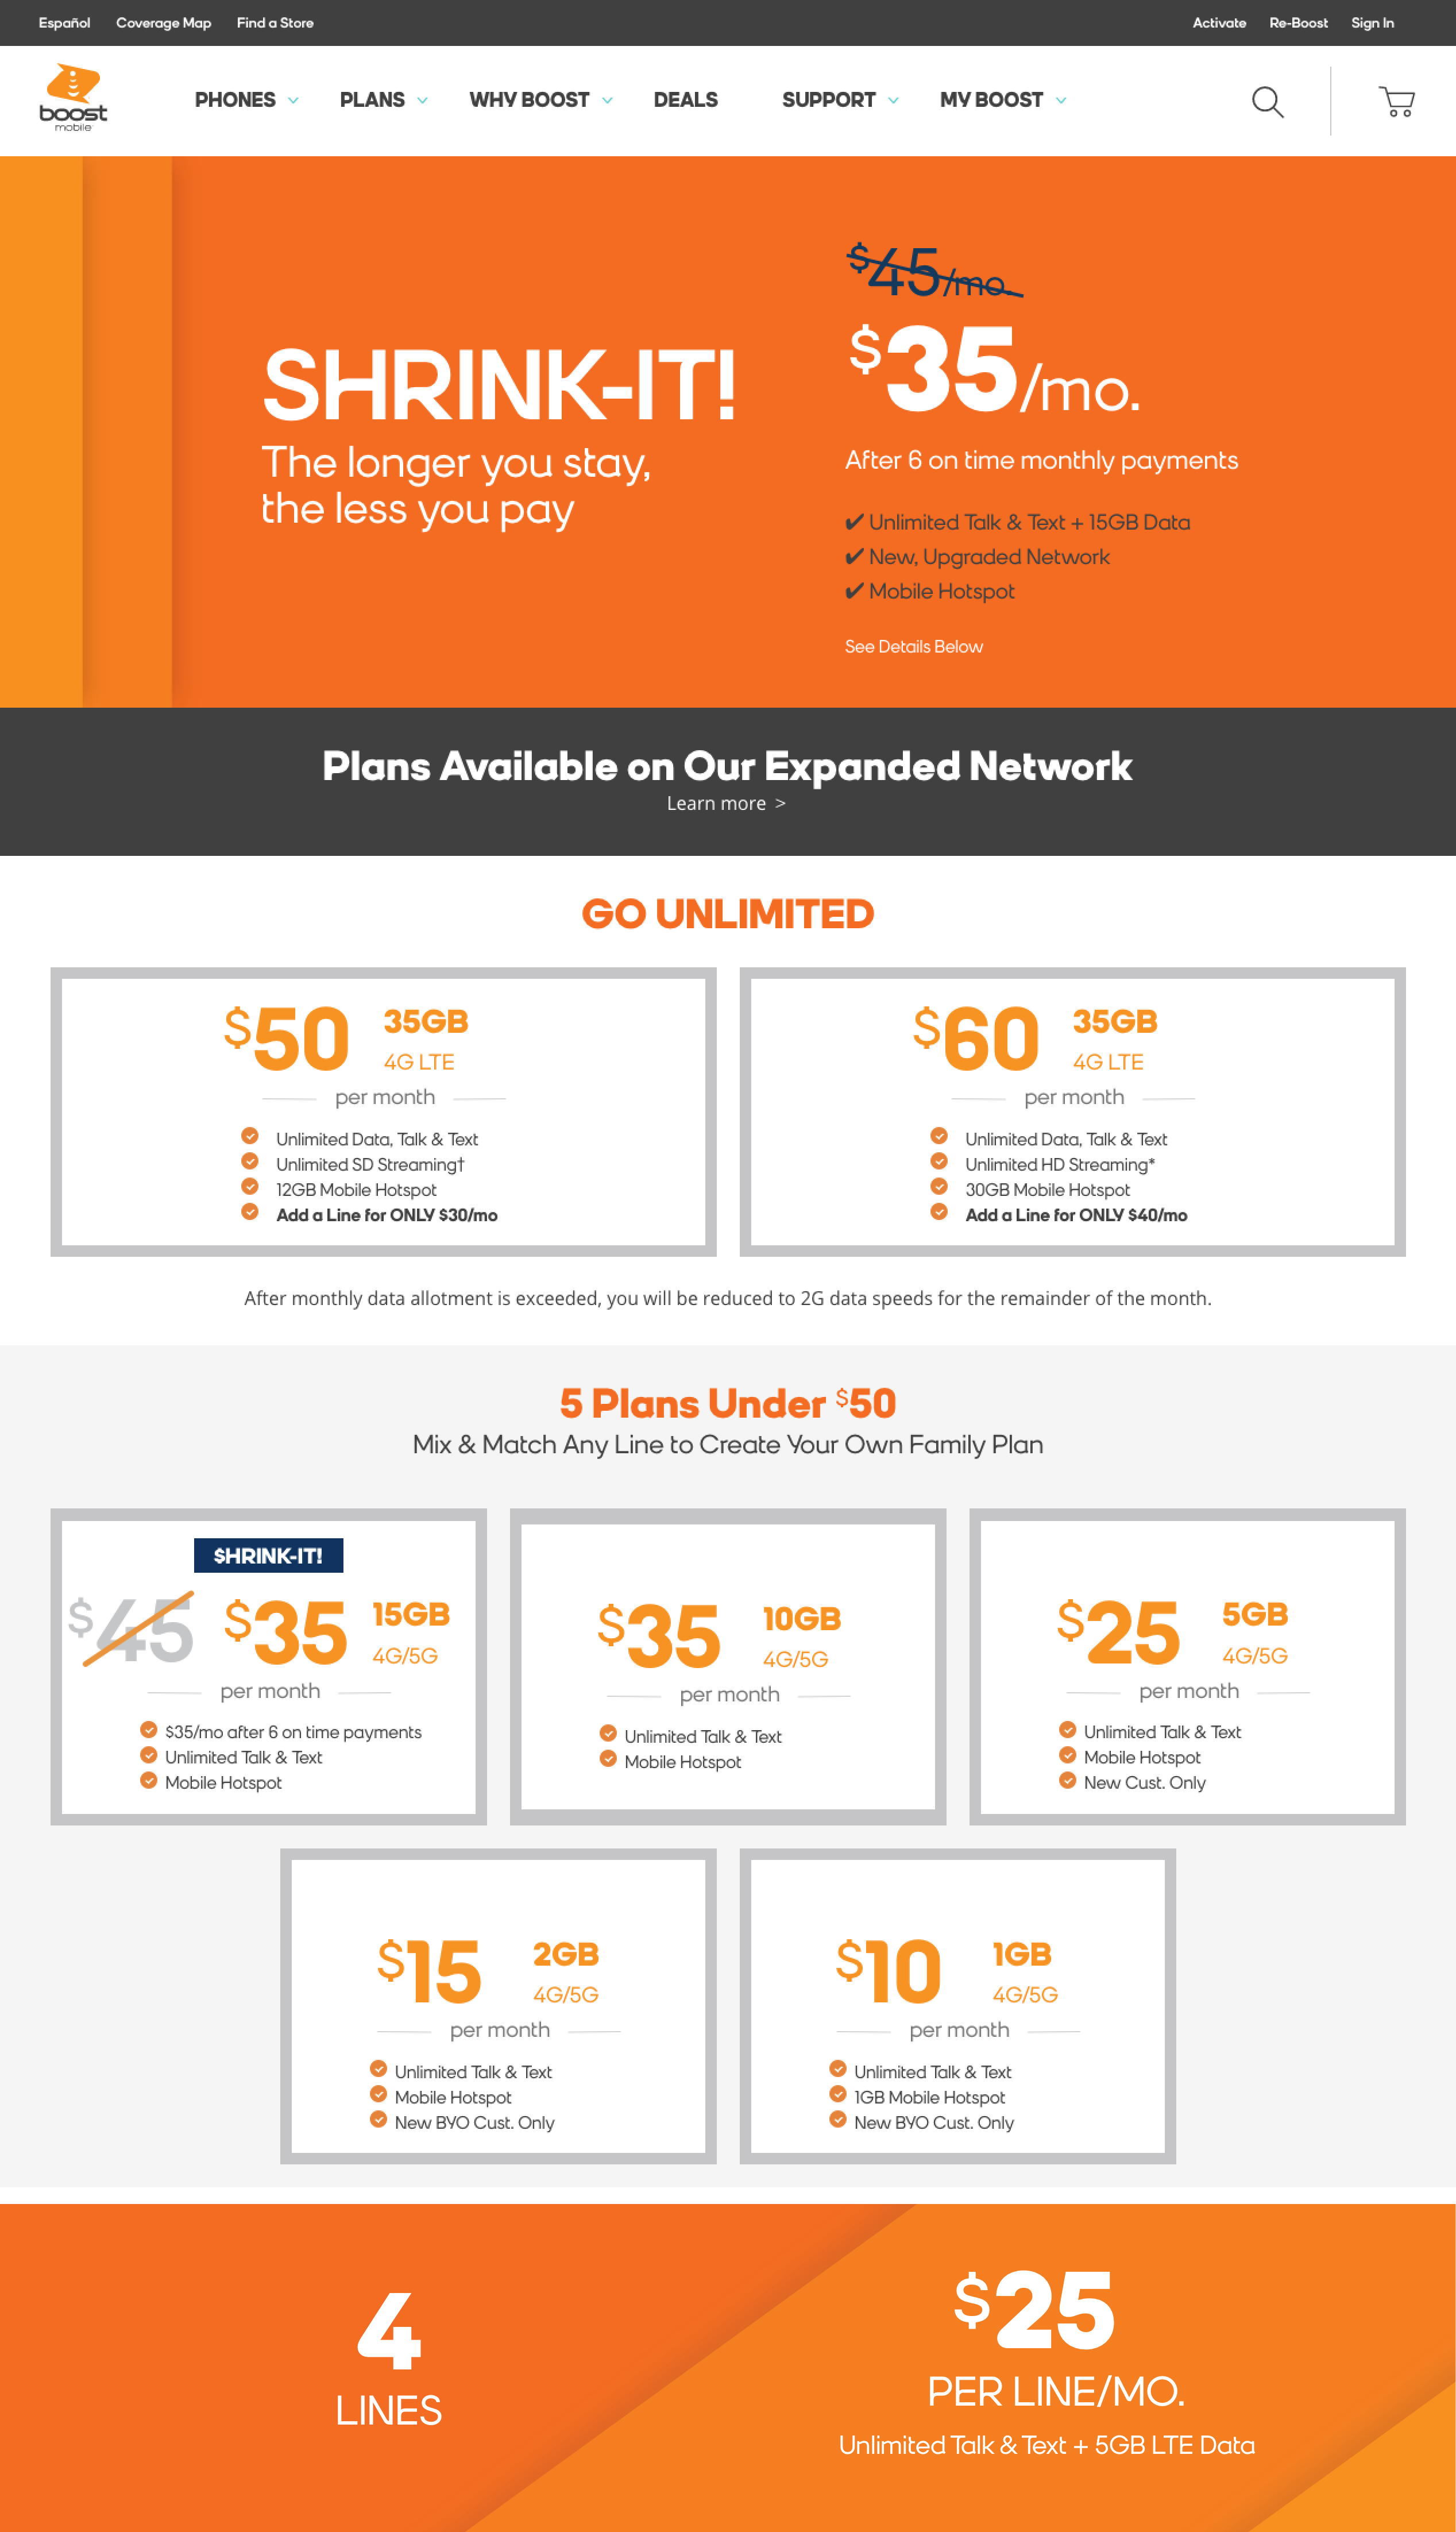 Español Coverage Map Find a Store Activate Re-Boost Sign In
boost
mobile
PHONES PLANS WHY BOOST DEALS SUPPORT MY BOOST
$45/mo.
$35/mo.
SHRINK-IT!
The longer you stay,
the less you pay
After 6 on time monthly payments
✔ Unlimited Talk & Text + 15GB Data
✔ New, Upgraded Network
✔ Mobile Hotspot
See Details Below
Plans Available on Our Expanded Network
Learn more >
GO UNLIMITED
$50 35GB
4G LTE
per month
Unlimited Data, Talk & Text
Unlimited SD Streaming†
12GB Mobile Hotspot
Add a Line for ONLY $30/mo
$60 35GB
4G LTE
per month
Unlimited Data, Talk & Text
Unlimited HD Streaming*
30GB Mobile Hotspot
Add a Line for ONLY $40/mo
After monthly data allotment is exceeded, you will be reduced to 2G data speeds for the remainder of the month.
5 Plans Under $50
Mix & Match Any Line to Create Your Own Family Plan
$HRINK-IT!
$45 $35 15GB
4G/5G
per month
$35/mo after 6 on time payments
Unlimited Talk & Text
Mobile Hotspot
$35 10GB
4G/5G
per month
Unlimited Talk & Text
Mobile Hotspot
$25 5GB
4G/5G
per month
Unlimited Talk & Text
Mobile Hotspot
New Cust. Only
$15 2GB
4G/5G
per month
Unlimited Talk & Text
Mobile Hotspot
New BYO Cust. Only
$10 1GB
4G/5G
per month
Unlimited Talk & Text
1GB Mobile Hotspot
New BYO Cust. Only
4
LINES
$25
PER LINE/MO.
Unlimited Talk & Text + 5GB LTE Data